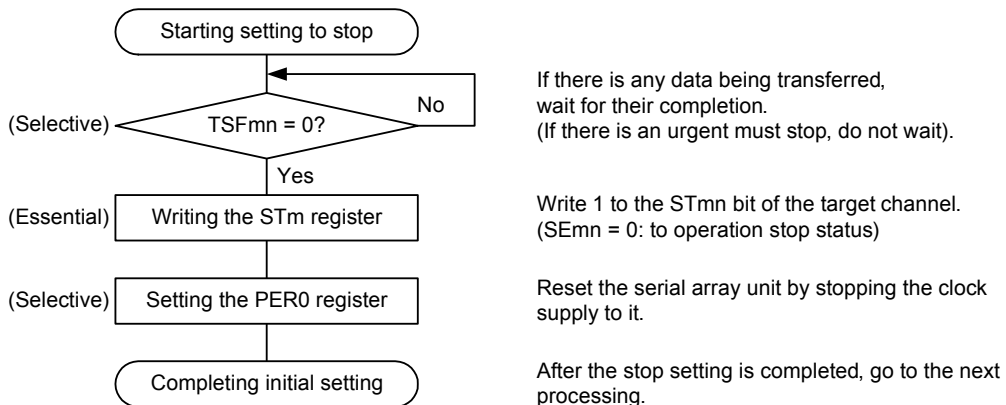 Starting setting to stop
No
(Selective) TSFmn = 0?
If there is any data being transferred,
wait for their completion.
(If there is an urgent must stop, do not wait).
Yes
(Essential) Writing the STm register
Write 1 to the STmn bit of the target channel.
(SEmn = 0: to operation stop status)
(Selective) Setting the PER0 register
Reset the serial array unit by stopping the clock
supply to it.
Completing initial setting
After the stop setting is completed, go to the next
processing.